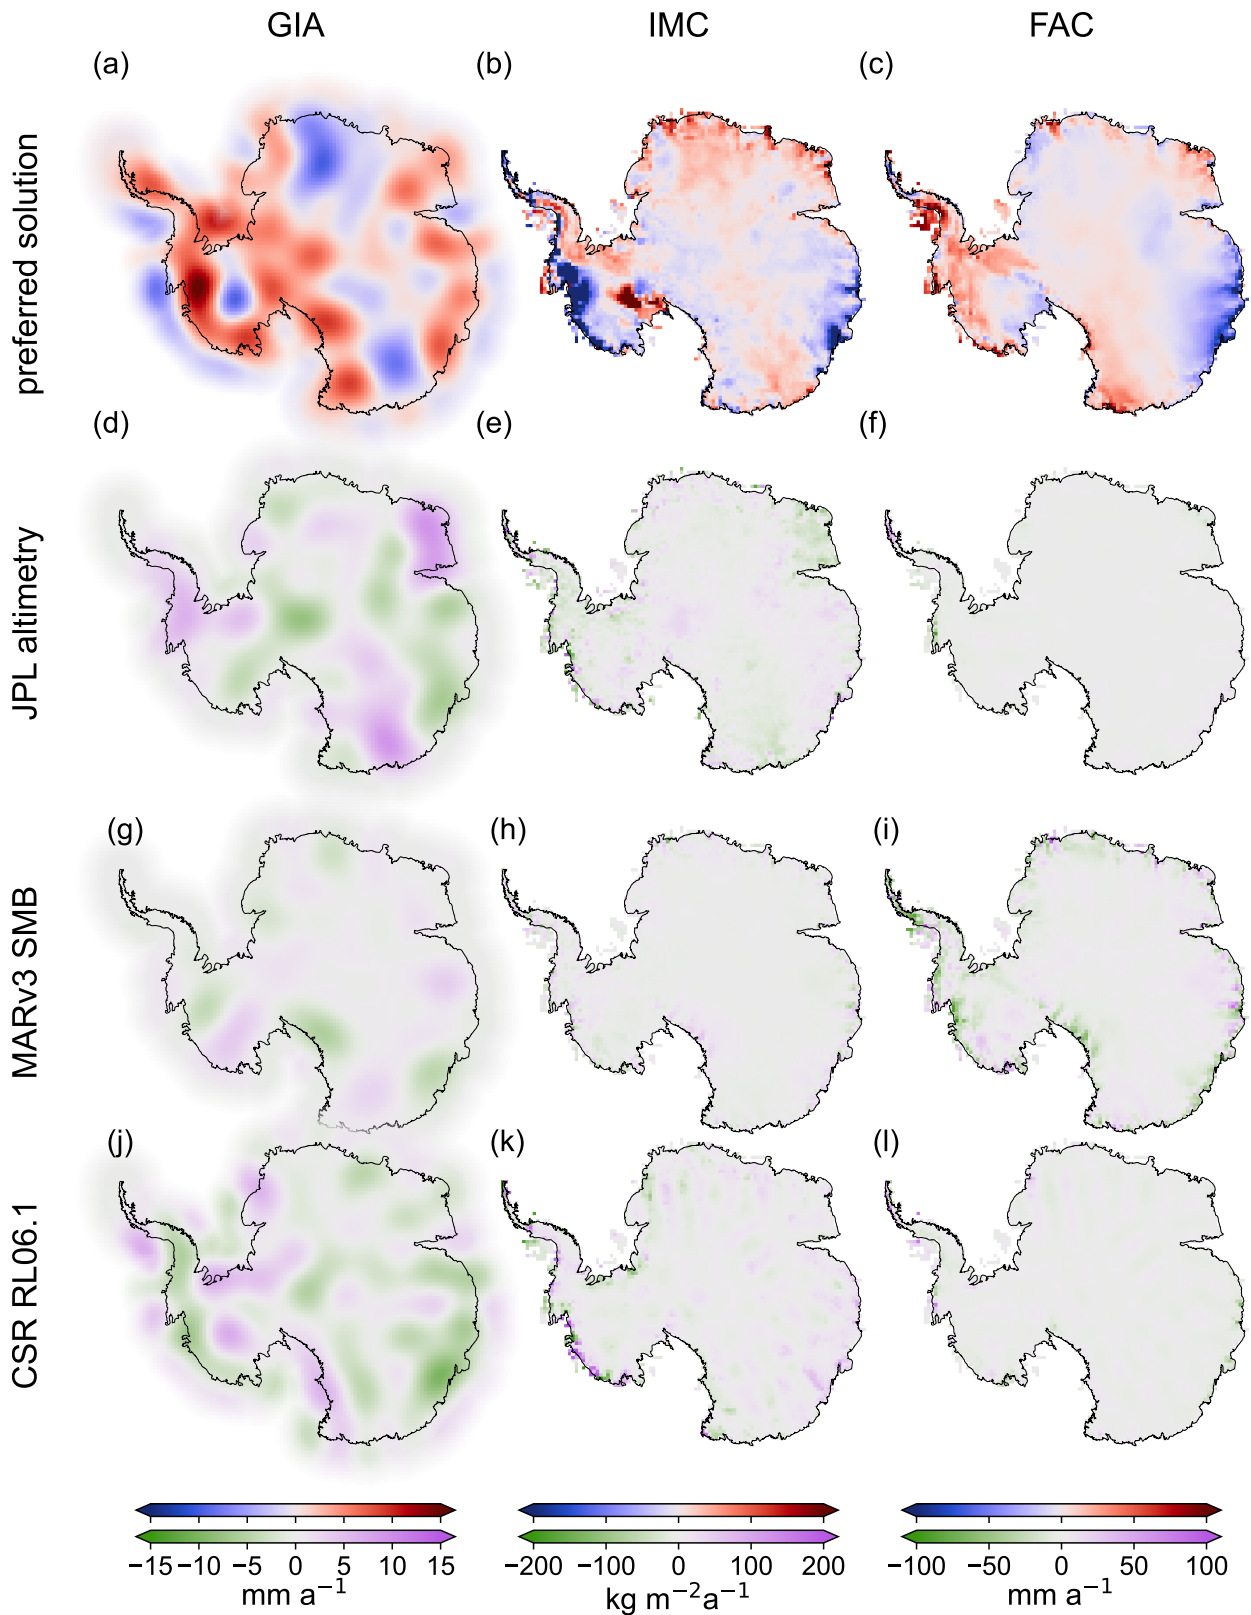 GIA IMC FAC
(a) (b) (c)
preferred solution
(d) (e) (f)
JPL altimetry
(g) (h) (i)
MARv3 SMB
(j) (k) (l)
CSR RL06.1
−15 −10 −5 0 5 10 15
mm a⁻¹
−200 −100 0 100 200
kg m⁻²a⁻¹
−100 −50 0 50 100
mm a⁻¹